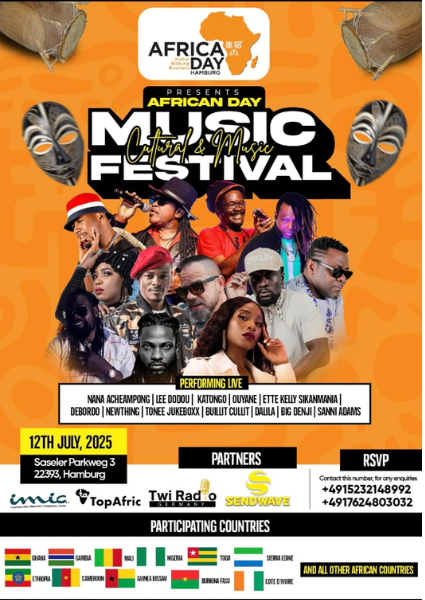 AFRICA
DAY
Kultur
Bildung
Business
HAMBURG
PRESENTS
AFRICAN DAY
MUSIC
Cultural & Music
FESTIVAL
PERFORMING LIVE
NANA ACHEAMPONG | LEE DODOU | KATONGO | OUYANE | ETTE KELLY SIKANMANIA |
DEBORDO | NEWTHING | TONEE JUKEBOXX | BUILUT CULLIT | DALILA | BIG DENJI | SANNI ADAMS
12TH JULY, 2025
Saseler Parkweg 3
22393, Hamburg
PARTNERS
RSVP
Contact this number, for any enquiries
+4915232148992
+4917624803032
imic
TopAfric
Twi Radio
GERMANY
SENDWAVE
PARTICIPATING COUNTRIES
GHANA
GAMBIA
MALI
NIGERIA
TOGO
SIERRA LEONE
ETHIOPIA
CAMEROON
GUINEA BISSAU
BURKINA FASO
COTE D'IVOIRE
AND ALL OTHER AFRICAN COUNTRIES